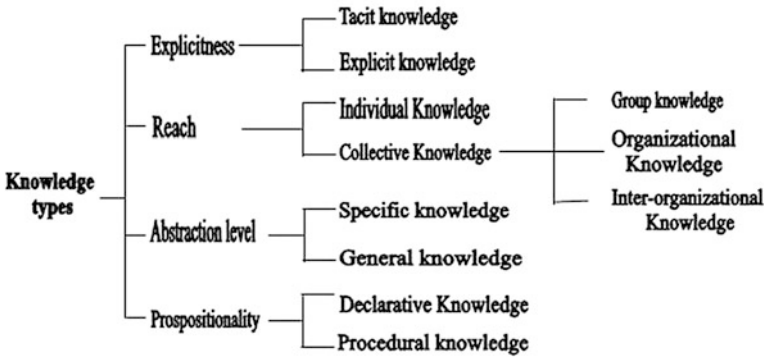 Tacit knowledge
Explicitness
Explicit knowledge
Individual Knowledge
Group knowledge
Reach
Organizational
Knowledge
Collective Knowledge
Knowledge
types
Inter-organizational
Knowledge
Specific knowledge
Abstraction level
General knowledge
Declarative Knowledge
Prospositionality
Procedural knowledge